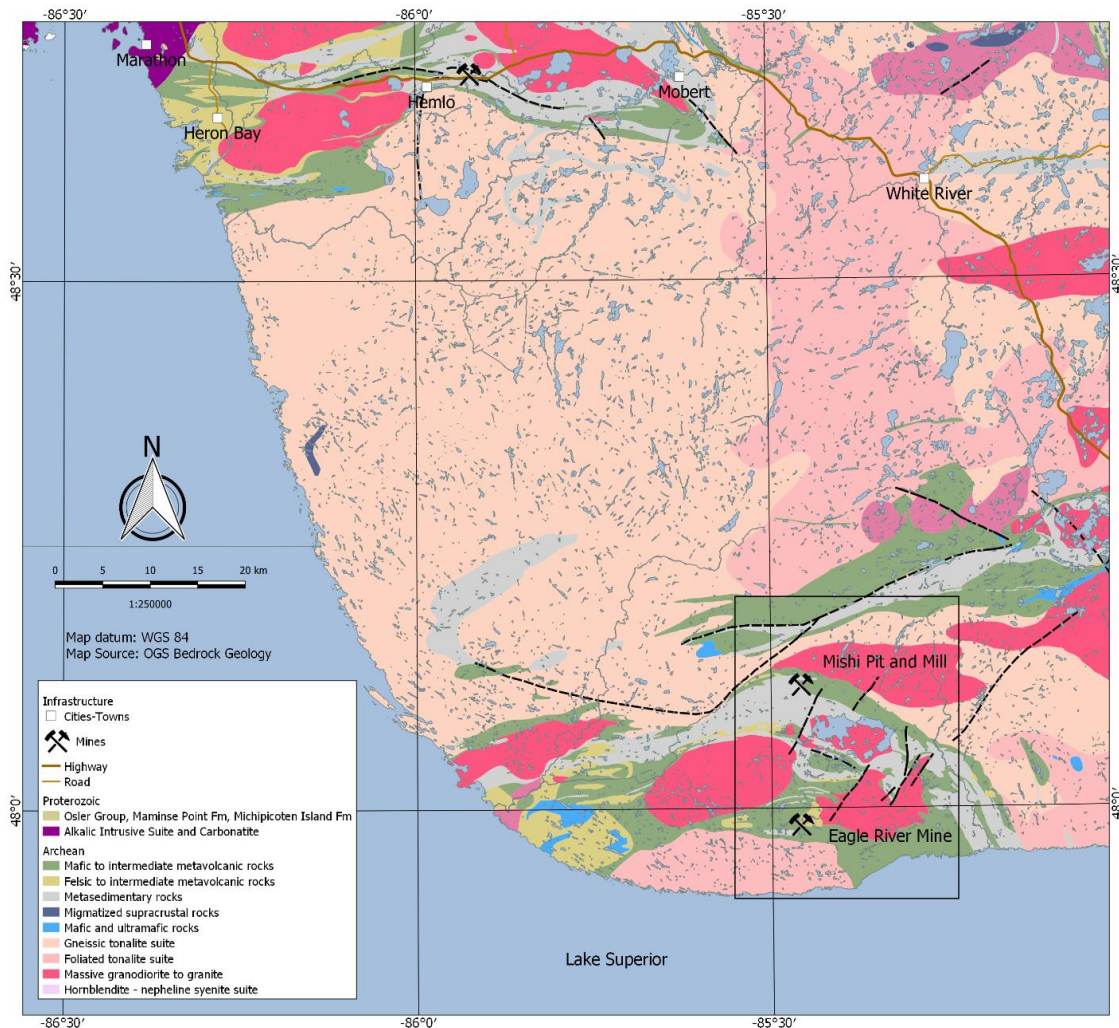 -86°30′
-86°0′
-85°30′
Marathon
Hemlo
Mobert
Heron Bay
White River
48°30′
48°30′
N
0 5 10 15 20 km
1:250000
Map datum: WGS 84
Map Source: OGS Bedrock Geology
Mishi Pit and Mill
Eagle River Mine
48°0′
48°0′
Lake Superior
Infrastructure
Cities-Towns
Mines
Highway
Road
Proterozoic
Osler Group, Maminse Point Fm, Michipicoten Island Fm
Alkalic Intrusive Suite and Carbonatite
Archean
Mafic to intermediate metavolcanic rocks
Felsic to intermediate metavolcanic rocks
Metasedimentary rocks
Migmatized supracrustal rocks
Mafic and ultramafic rocks
Gneissic tonalite suite
Foliated tonalite suite
Massive granodiorite to granite
Hornblendite - nepheline syenite suite
-86°30′
-86°0′
-85°30′